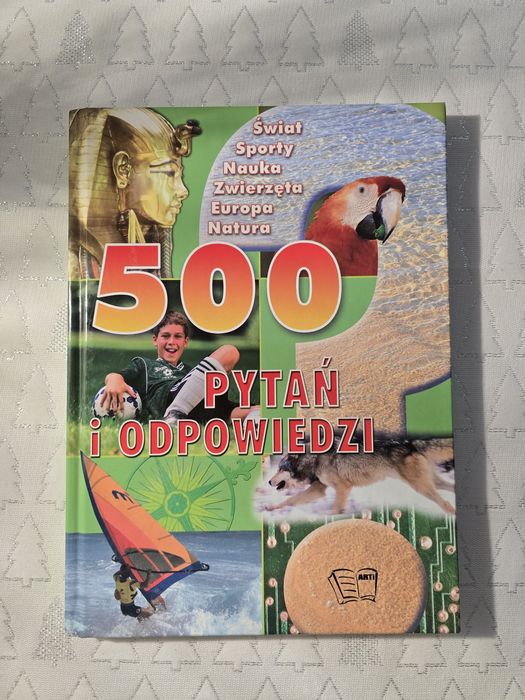 Świat
Sporty
Nauka
Zwierzęta
Europa
Natura
500
PYTAŃ
i ODPOWIEDZI
ARTI